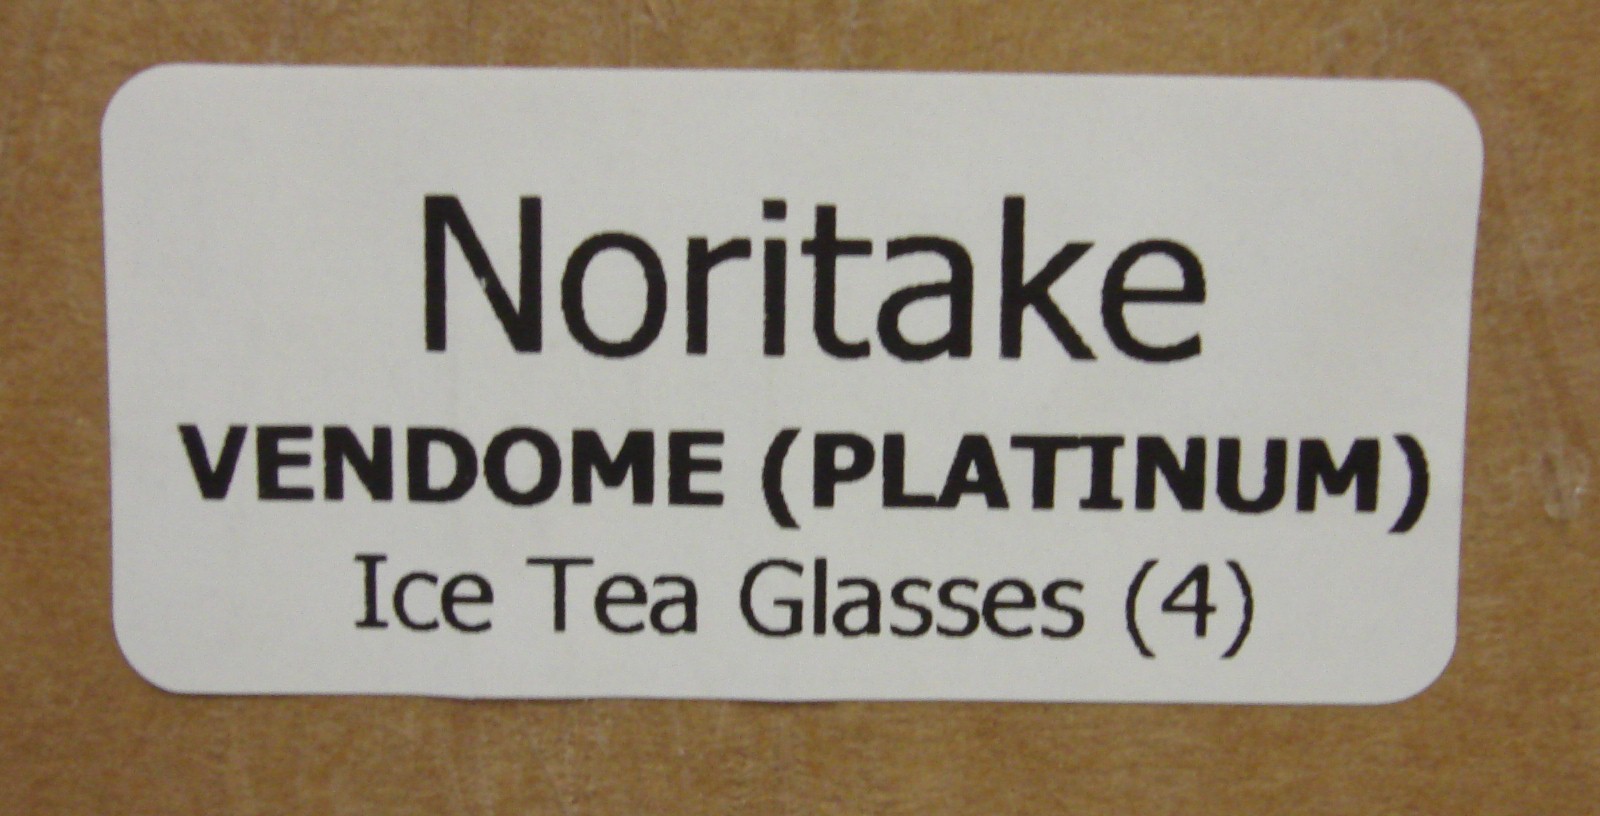 Noritake
VENDOME (PLATINUM)
Ice Tea Glasses (4)